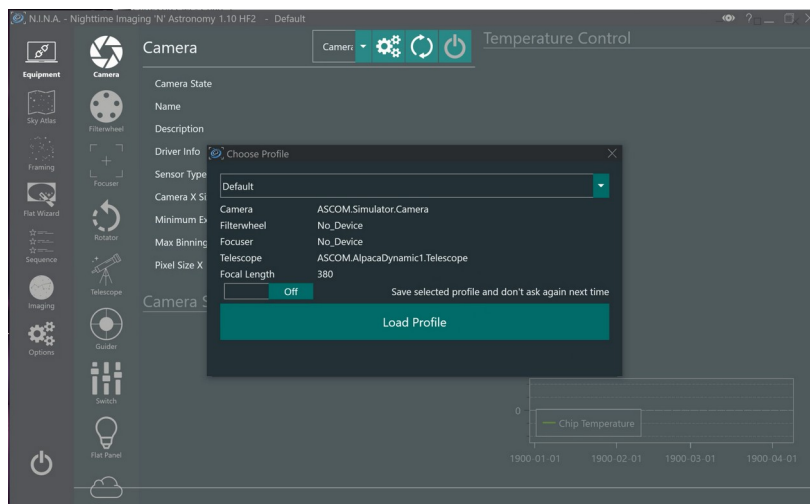 N.I.N.A. - Nighttime Imaging 'N' Astronomy 1.10 HF2 - Default
Equipment
Sky Atlas
Framing
Flat Wizard
Sequence
Imaging
Options
Camera
Filterwheel
Focuser
Rotator
Telescope
Guider
Switch
Flat Panel
Camera
Camera
Temperature Control
Camera State
Name
Description
Driver Info
Sensor Type
Camera X Si
Minimum Ex
Max Binning
Pixel Size X
Camera S
Choose Profile
Default
Camera ASCOM.Simulator.Camera
Filterwheel No_Device
Focuser No_Device
Telescope ASCOM.AlpacaDynamic1.Telescope
Focal Length 380
Off Save selected profile and don't ask again next time
Load Profile
0
Chip Temperature
1900-01-01 1900-02-01 1900-03-01 1900-04-01